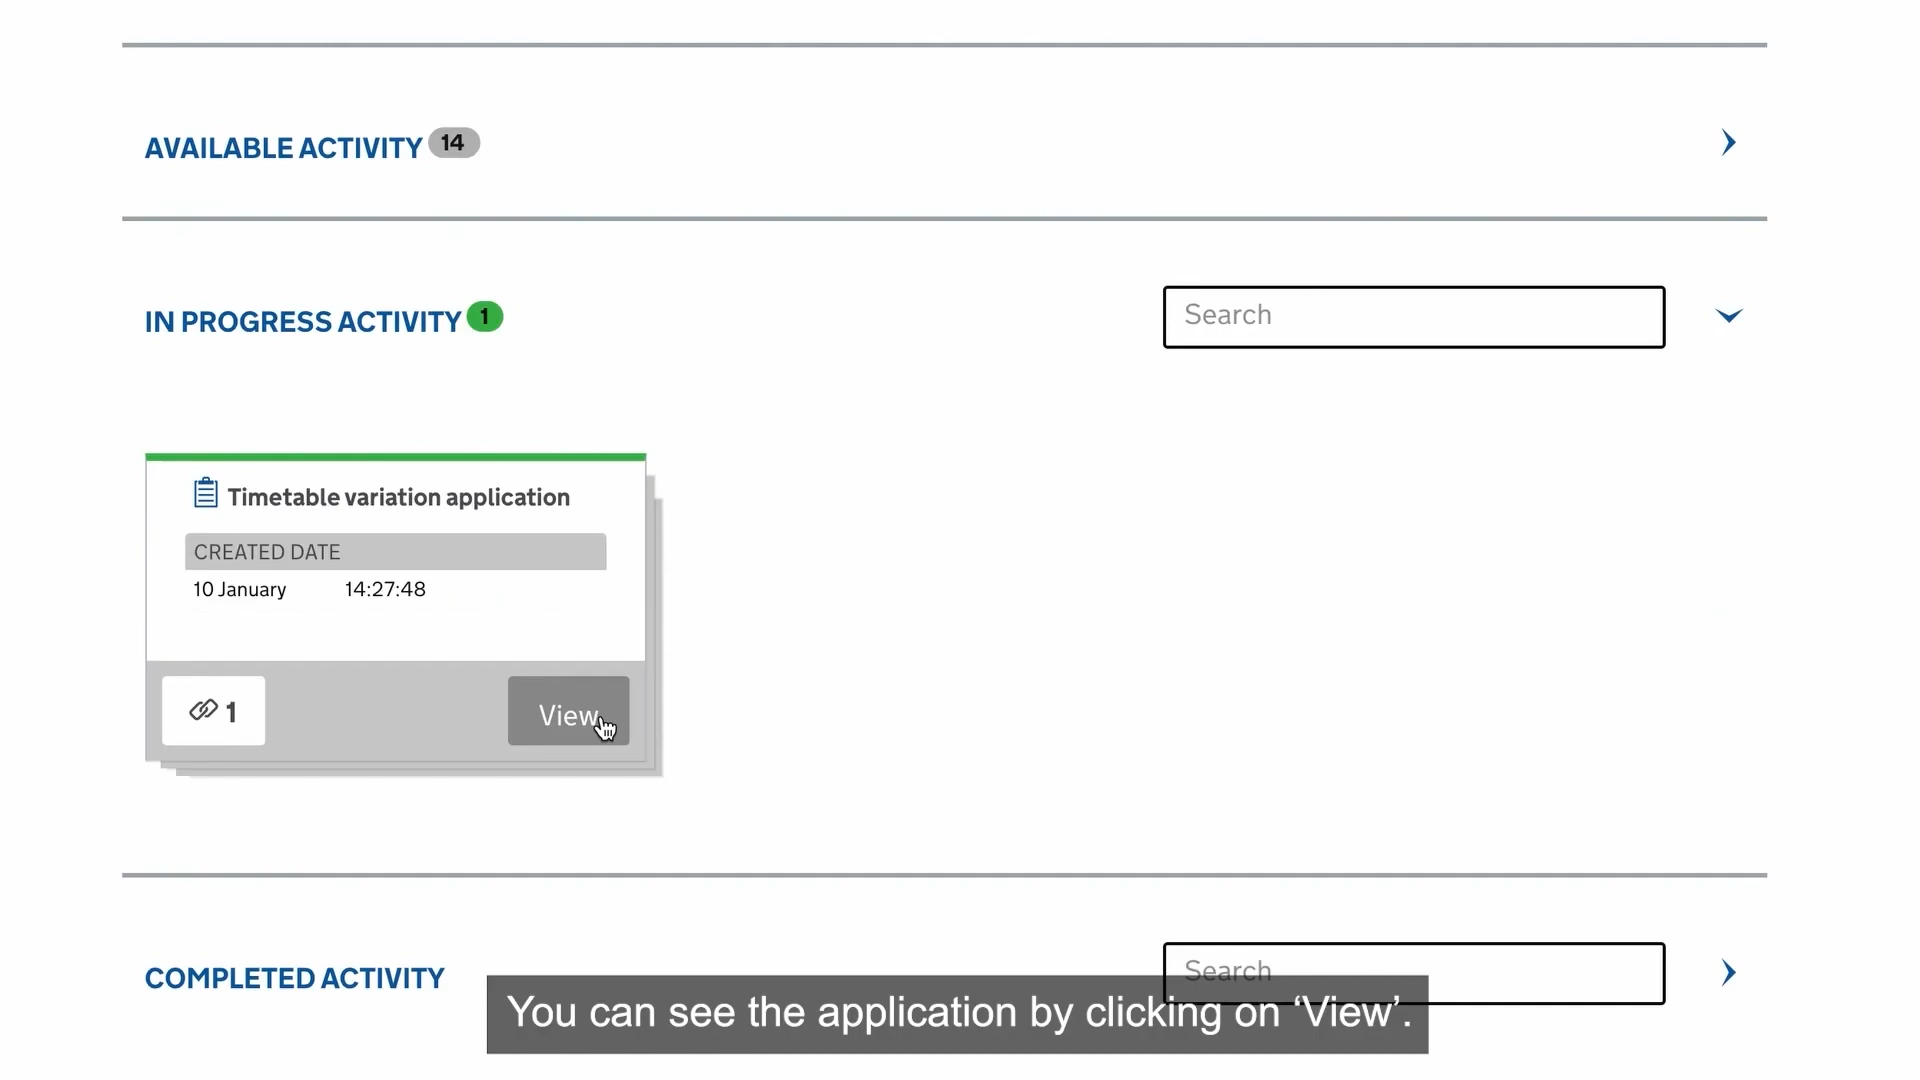 AVAILABLE ACTIVITY 14
IN PROGRESS ACTIVITY 1
Search
Timetable variation application
CREATED DATE
10 January 14:27:48
1
View
COMPLETED ACTIVITY
Search
You can see the application by clicking on ‘View’.